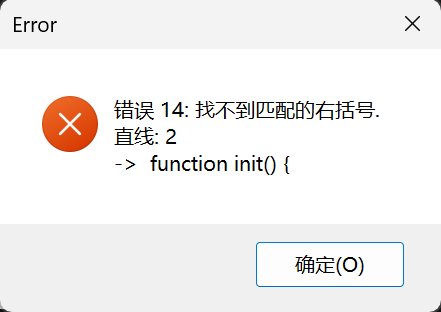 Error
错误 14: 找不到匹配的右括号.
直线: 2
->  function init() {
确定(O)